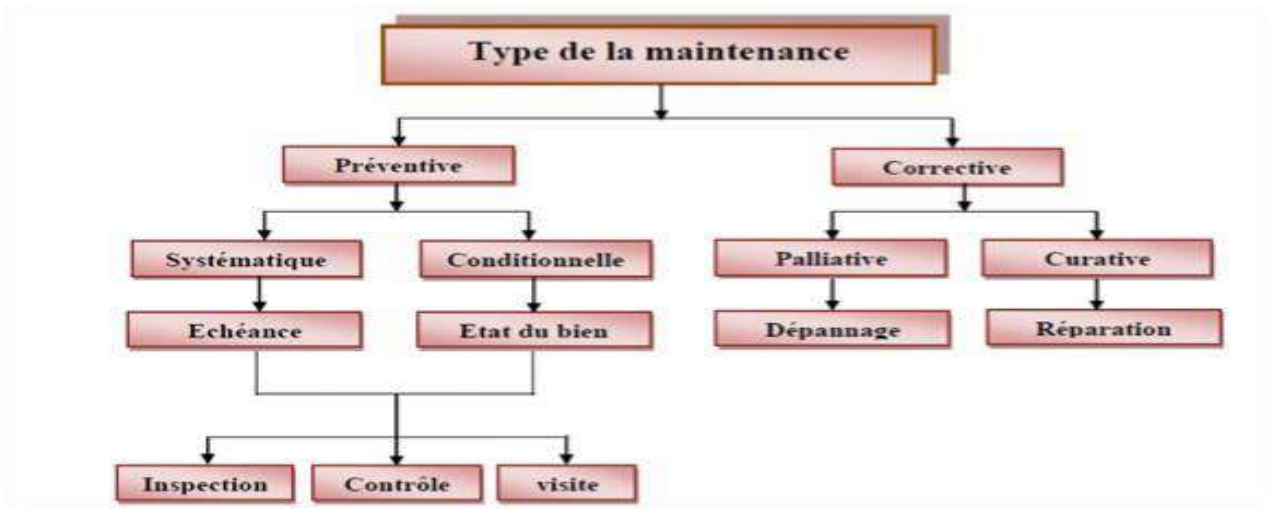 Type de la maintenance
Préventive
Corrective
Systématique
Conditionnelle
Palliative
Curative
Echéance
Etat du bien
Dépannage
Réparation
Inspection
Contrôle
visite